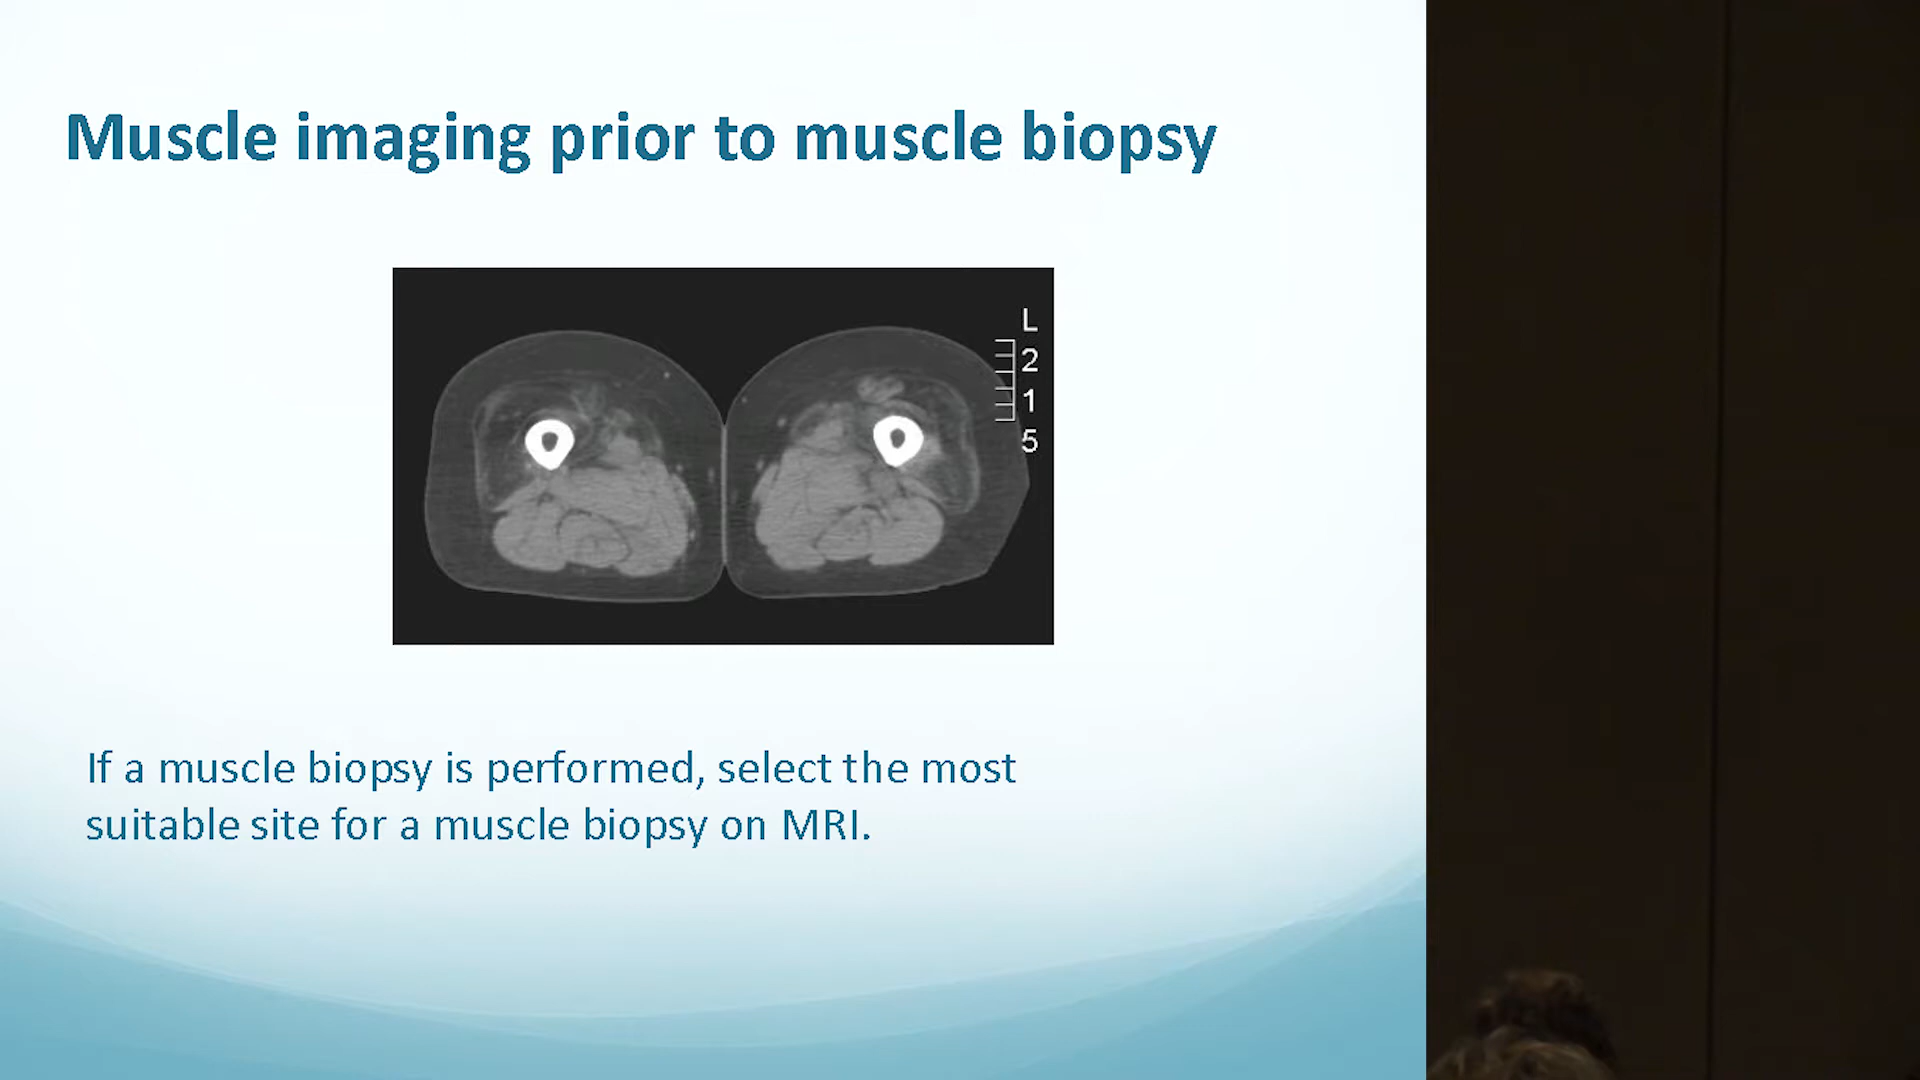 Muscle imaging prior to muscle biopsy
L
2
1
5
If a muscle biopsy is performed, select the most
suitable site for a muscle biopsy on MRI.